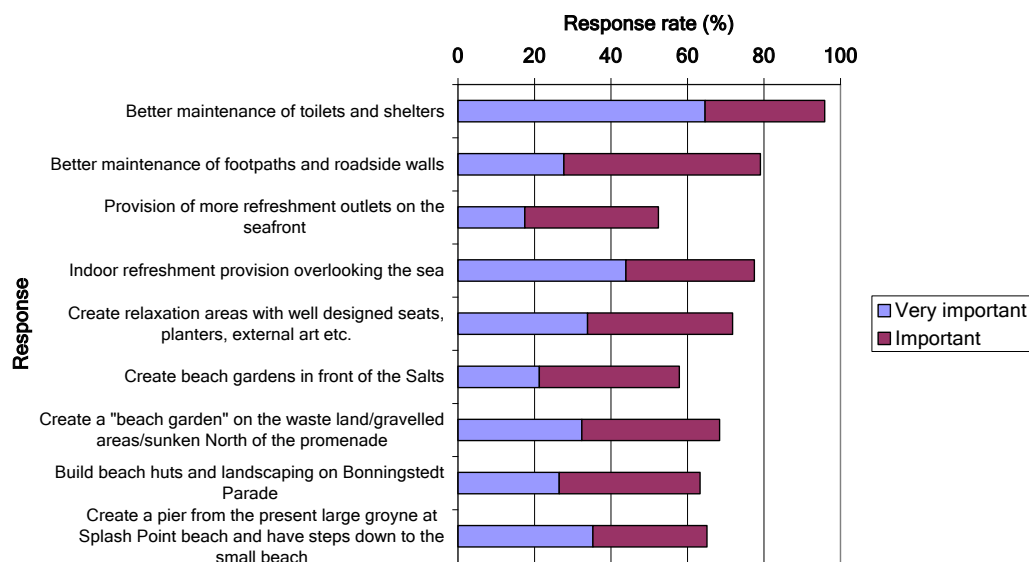 Response rate (%)
0 20 40 60 80 100
Better maintenance of toilets and shelters
Better maintenance of footpaths and roadside walls
Provision of more refreshment outlets on the
seafront
Indoor refreshment provision overlooking the sea
Create relaxation areas with well designed seats,
planters, external art etc.
Create beach gardens in front of the Salts
Create a "beach garden" on the waste land/gravelled
areas/sunken North of the promenade
Build beach huts and landscaping on Bonningstedt
Parade
Create a pier from the present large groyne at
Splash Point beach and have steps down to the
small beach
Response
Very important
Important